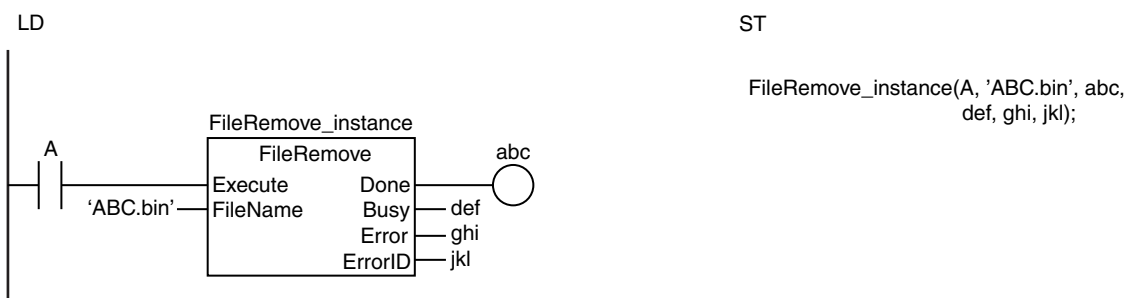 LD
ST
FileRemove_instance(A, 'ABC.bin', abc,
def, ghi, jkl);
FileRemove_instance
A
FileRemove
abc
Execute
Done
‘ABC.bin’
FileName
Busy
def
Error
ghi
ErrorID
jkl